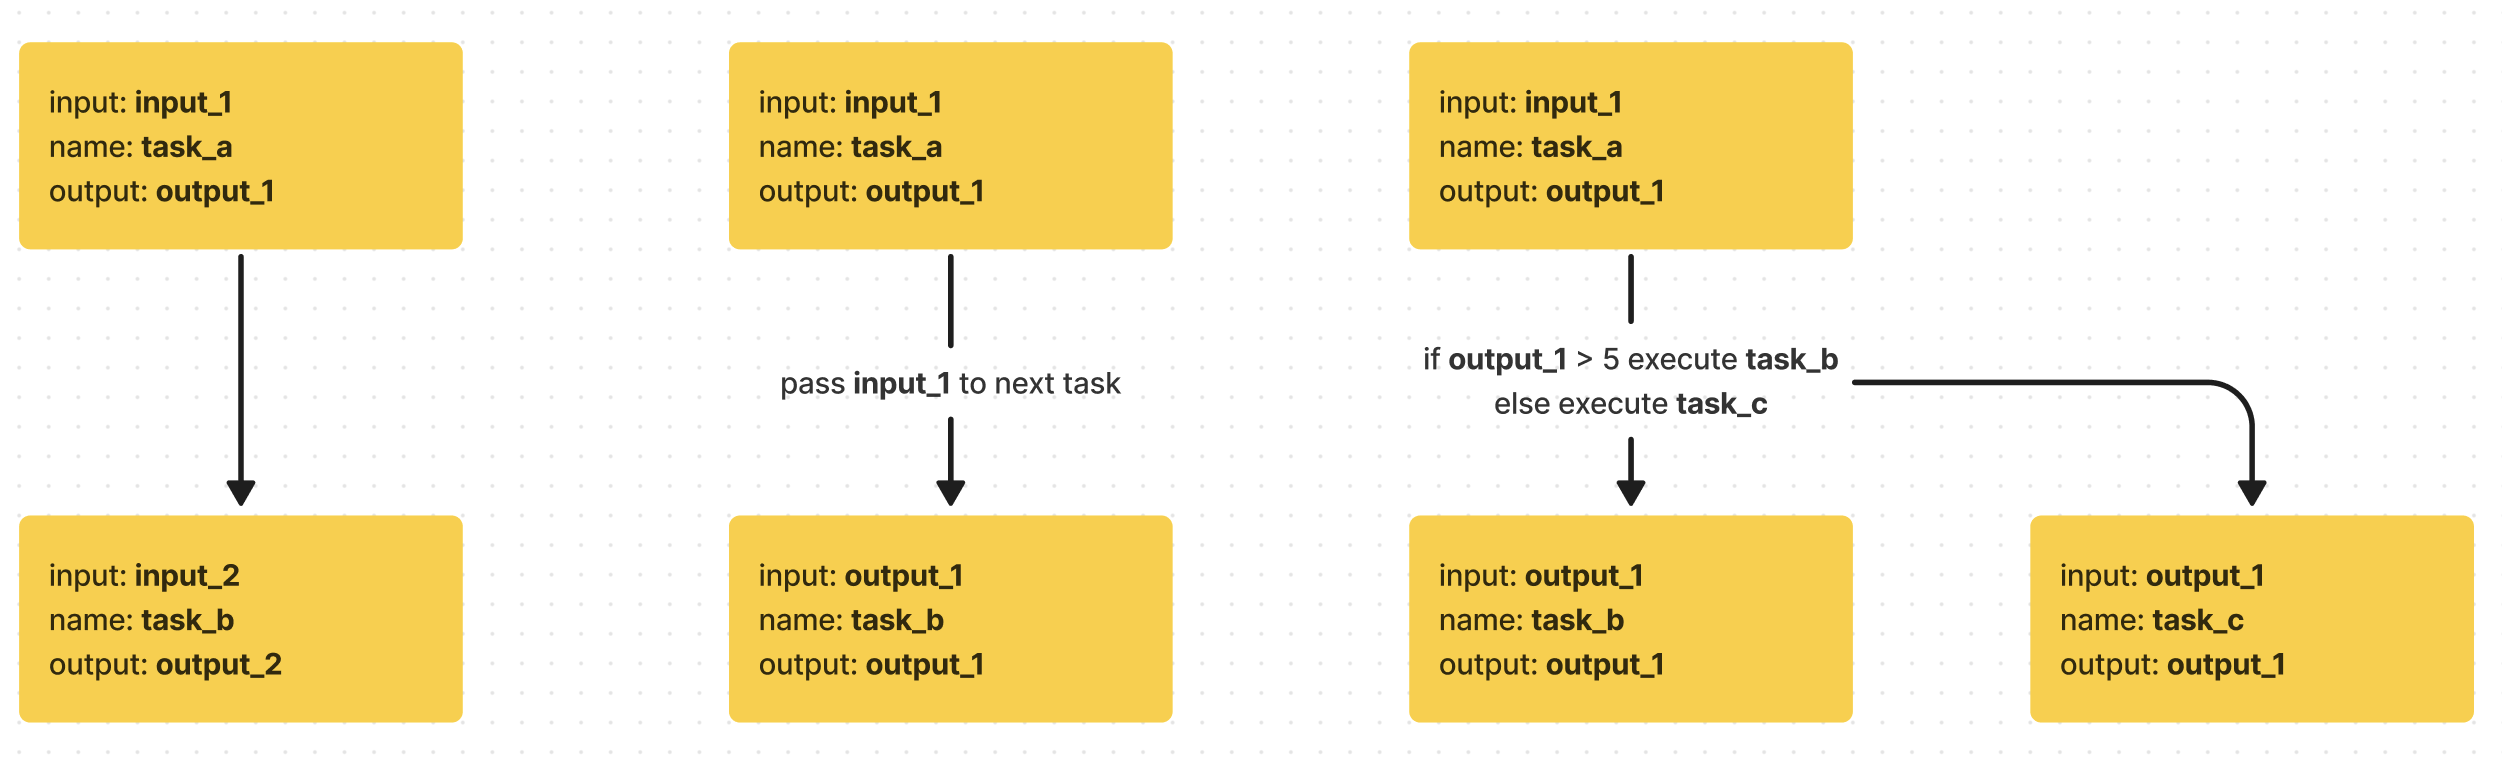 input: input_1
name: task_a
output: output_1
input: input_2
name: task_b
output: output_2
input: input_1
name: task_a
output: output_1
pass input_1 to next task
input: output_1
name: task_b
output: output_1
input: input_1
name: task_a
output: output_1
if output_1 > 5 execute task_b
else execute task_c
input: output_1
name: task_b
output: output_1
input: output_1
name: task_c
output: output_1